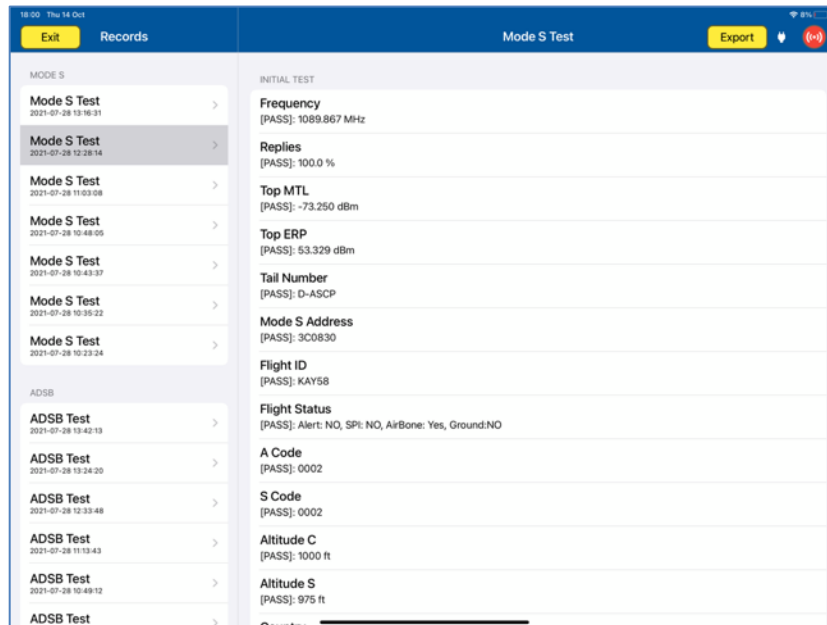 18:00 Thu 14 Oct
8%
Exit
Records
Mode S Test
Export
MODE S
Mode S Test
2021-07-28 13:16:31
Mode S Test
2021-07-28 12:28:14
Mode S Test
2021-07-28 11:03:08
Mode S Test
2021-07-28 10:48:05
Mode S Test
2021-07-28 10:43:37
Mode S Test
2021-07-28 10:35:22
Mode S Test
2021-07-28 10:23:24
ADSB
ADSB Test
2021-07-28 13:42:13
ADSB Test
2021-07-28 13:24:20
ADSB Test
2021-07-28 12:33:48
ADSB Test
2021-07-28 11:13:43
ADSB Test
2021-07-28 10:49:12
ADSB Test
INITIAL TEST
Frequency
[PASS]: 1089.867 MHz
Replies
[PASS]: 100.0 %
Top MTL
[PASS]: -73.250 dBm
Top ERP
[PASS]: 53.329 dBm
Tail Number
[PASS]: D-ASCP
Mode S Address
[PASS]: 3C0830
Flight ID
[PASS]: KAY58
Flight Status
[PASS]: Alert: NO, SPI: NO, AirBone: Yes, Ground:NO
A Code
[PASS]: 0002
S Code
[PASS]: 0002
Altitude C
[PASS]: 1000 ft
Altitude S
[PASS]: 975 ft